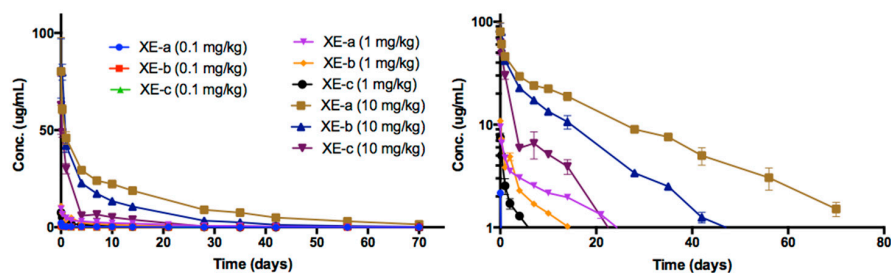 100
50
0
Conc. (ug/mL)
0 10 20 30 40 50 60 70
Time (days)
XE-a (0.1 mg/kg)
XE-b (0.1 mg/kg)
XE-c (0.1 mg/kg)
XE-a (1 mg/kg)
XE-b (1 mg/kg)
XE-c (1 mg/kg)
XE-a (10 mg/kg)
XE-b (10 mg/kg)
XE-c (10 mg/kg)
100
10
1
Conc. (ug/mL)
0 20 40 60 80
Time (days)